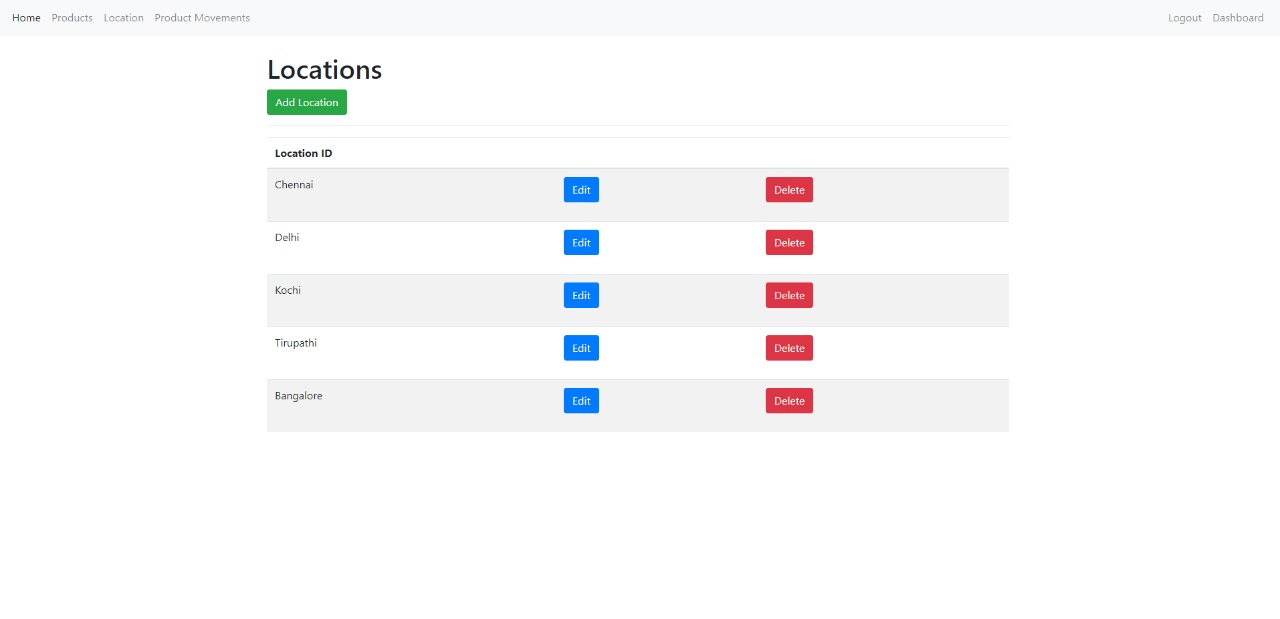 Home Products Location Product Movements Logout Dashboard
Locations
Add Location
Location ID
Chennai Edit Delete
Delhi Edit Delete
Kochi Edit Delete
Tirupathi Edit Delete
Bangalore Edit Delete